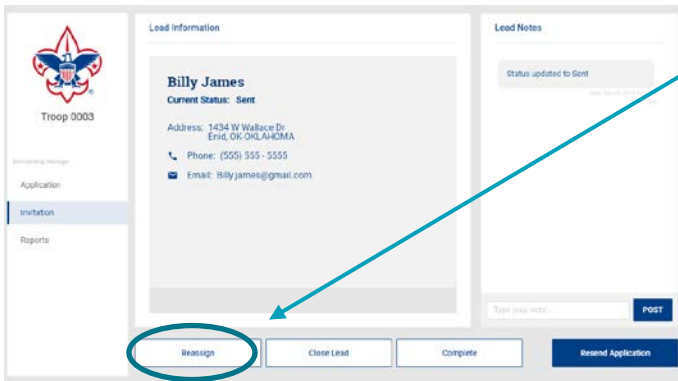 Troop 0003
Membership Manager
Application
Invitation
Reports
Lead Information
Billy James
Current Status: Sent
Address: 1434 W Wallace Dr
Enid, OK-OKLAHOMA
Phone: (555) 555-5555
Email: Billy.james@gmail.com
Lead Notes
Status updated to Sent
Type your note...
POST
Reassign
Close Lead
Complete
Resend Application